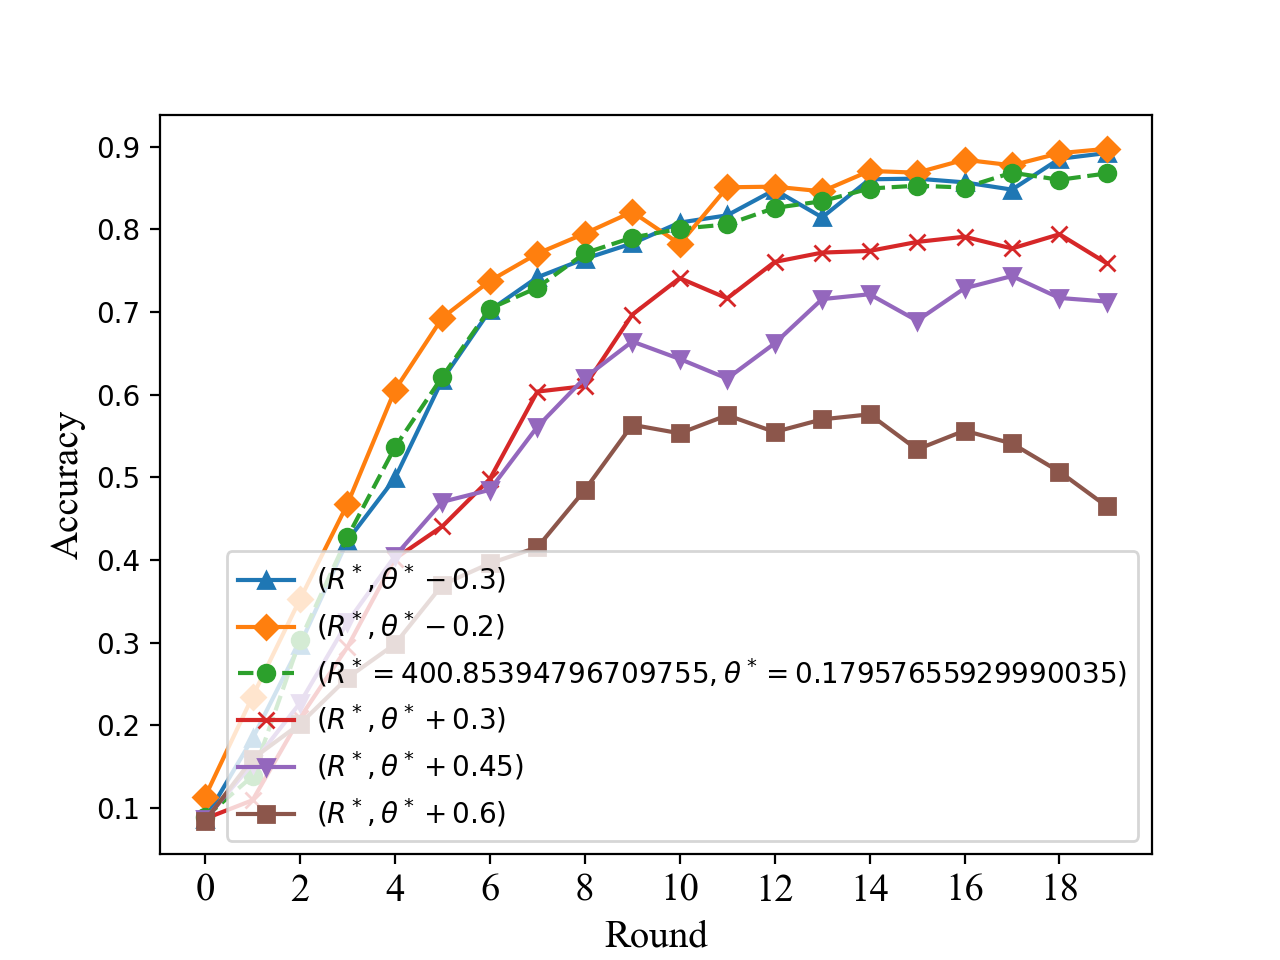 0.9
0.8
0.7
0.6
0.5
0.4
0.3
0.2
0.1
Accuracy
(R*, θ* − 0.3)
(R*, θ* − 0.2)
(R* = 400.85394796709755, θ* = 0.17957655929990035)
(R*, θ* + 0.3)
(R*, θ* + 0.45)
(R*, θ* + 0.6)
0 2 4 6 8 10 12 14 16 18
Round